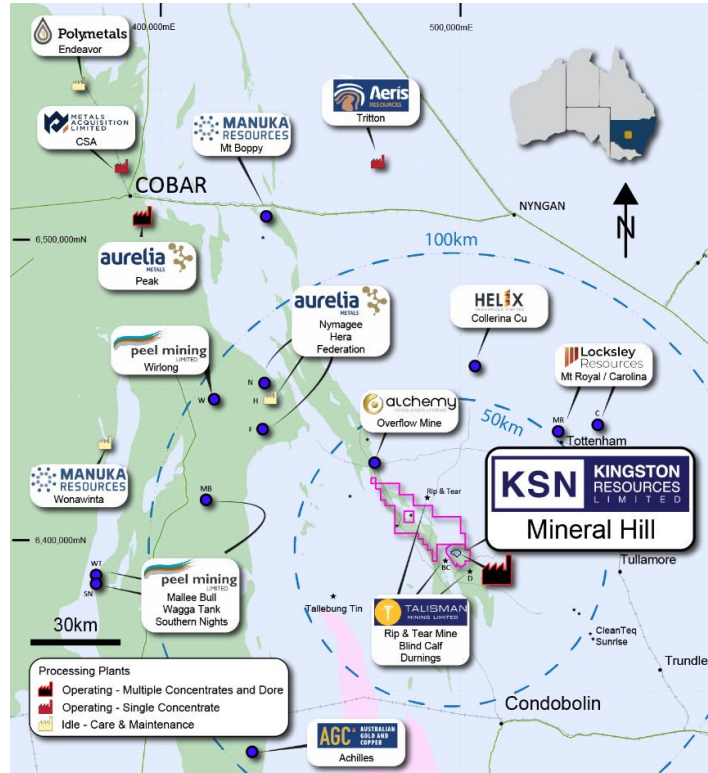 400,000mE
500,000mE
Polymetals
Endeavor
METALS
ACQUISITION
LIMITED
CSA
MANUKA
RESOURCES
Mt Boppy
Aeris
RESOURCES
Tritton
COBAR
NYNGAN
N
6,500,000mN
aurelia
METALS
Peak
100km
aurelia
METALS
Nymagee
Hera
Federation
HELIX
Collerina Cu
peel mining
LIMITED
Wirlong
Locksley
Resources
Mt Royal / Carolina
alchemy
Overflow Mine
N
W
H
F
50km
MR
C
Tottenham
MANUKA
RESOURCES
Wonawinta
MB
Rip & Tear
KSN
KINGSTON
RESOURCES
LIMITED
Mineral Hill
6,400,000mN
WT
SN
BC
D
Tullamore
peel mining
LIMITED
Mallee Bull
Wagga Tank
Southern Nights
Tallebung Tin
TALISMAN
MINING LIMITED
Rip & Tear Mine
Blind Calf
Durnings
CleanTeq
Sunrise
Trundle
30km
Processing Plants
Operating - Multiple Concentrates and Dore
Operating - Single Concentrate
Idle - Care & Maintenance
Condobolin
AGC
AUSTRALIAN
GOLD AND
COPPER
Achilles